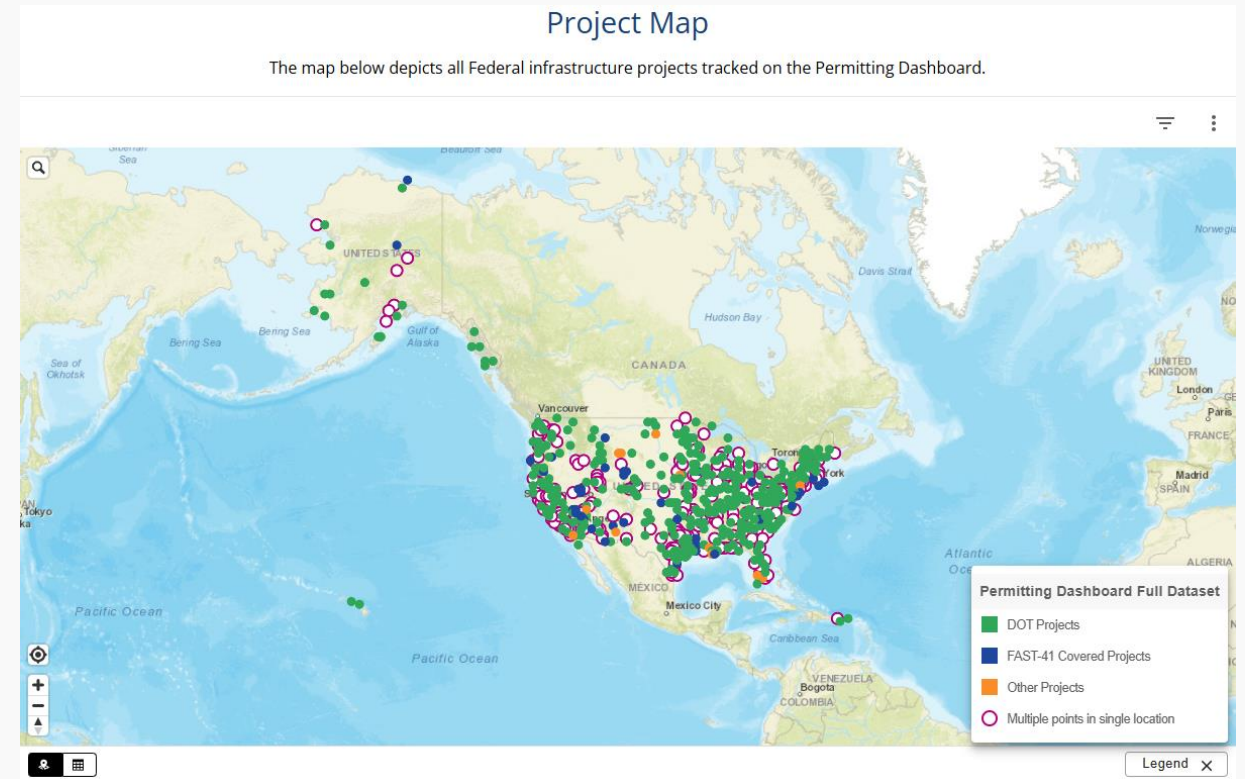 Project Map
The map below depicts all Federal infrastructure projects tracked on the Permitting Dashboard.
Sea
Beaufort Sea
Norwegia
UNITED STATES
Davis Strait
Bering Sea
Gulf of
Alaska
Hudson Bay
Bering Sea
Sea of
Okhotsk
CANADA
UNITED
KINGDOM
London
Paris
Vancouver
FRANCE
Toron
York
Madrid
SPAIN
Tokyo
ka
Atlantic
Oce
ALGERIA
MÉXICO
Mexico City
Pacific Ocean
Caribbean Sea
Pacific Ocean
VENEZUELA
Bogota
COLOMBIA
Permitting Dashboard Full Dataset
DOT Projects
FAST-41 Covered Projects
Other Projects
Multiple points in single location
Legend X